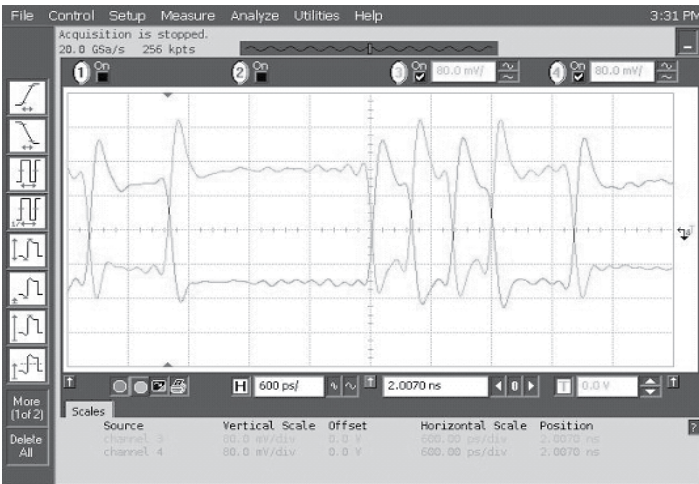 File Control Setup Measure Analyze Utilities Help 3:31 PM
Acquisition is stopped.
20.0 GSa/s 256 kpts
1 On 2 On 3 On 80.0 mV/ 4 On 80.0 mV/
More
(1 of 2)
Delete
All
H 600 ps/ 2.0070 ns 0 T 0.0 V
Scales
Source Vertical Scale Offset Horizontal Scale Position
channel 3 80.0 mV/div 0.0 V 600.00 ps/div 2.0070 ns
channel 4 80.0 mV/div 0.0 V 600.00 ps/div 2.0070 ns
?